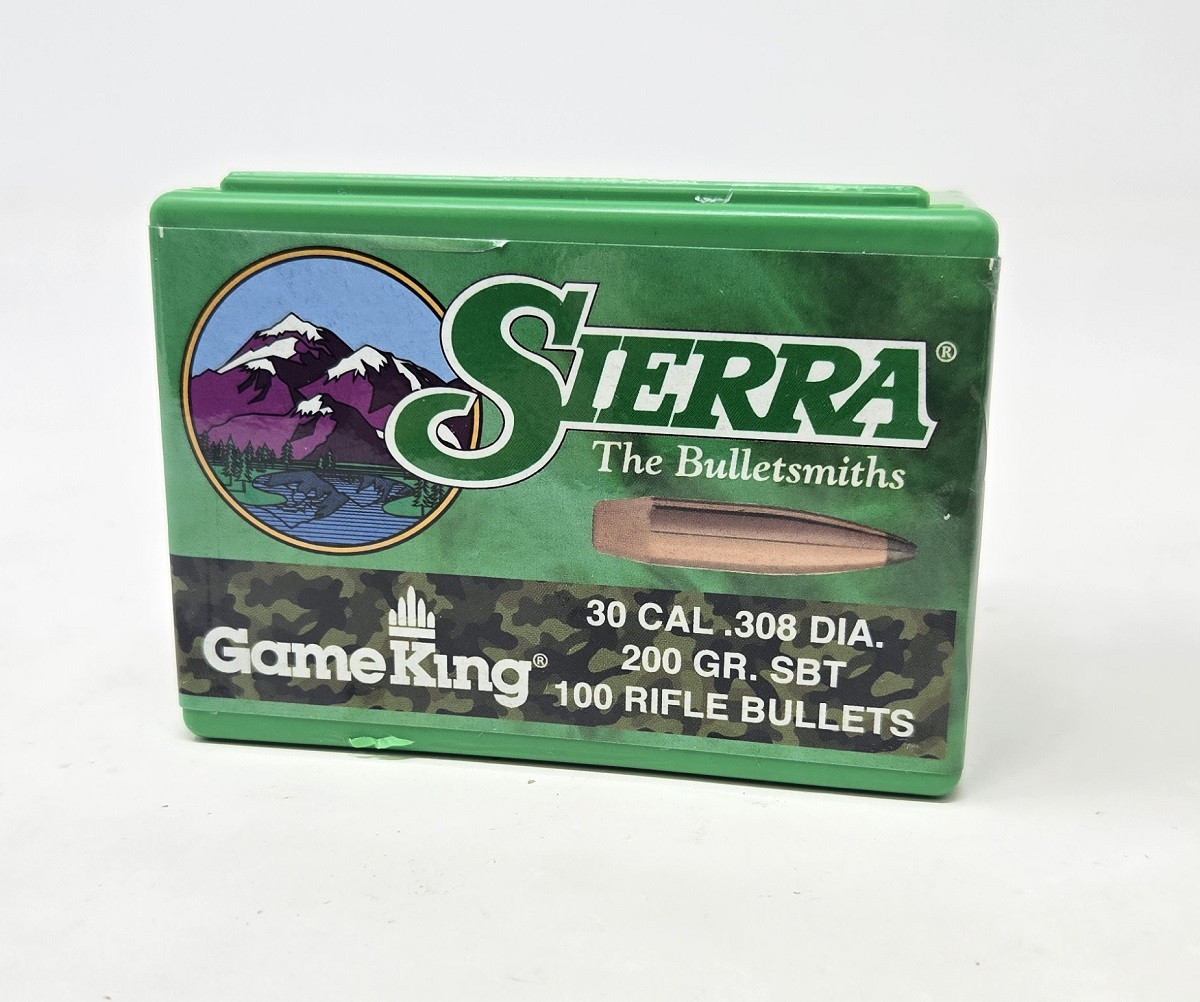 SIERRA®
The Bulletsmiths
GameKing®
30 CAL .308 DIA.
200 GR. SBT
100 RIFLE BULLETS